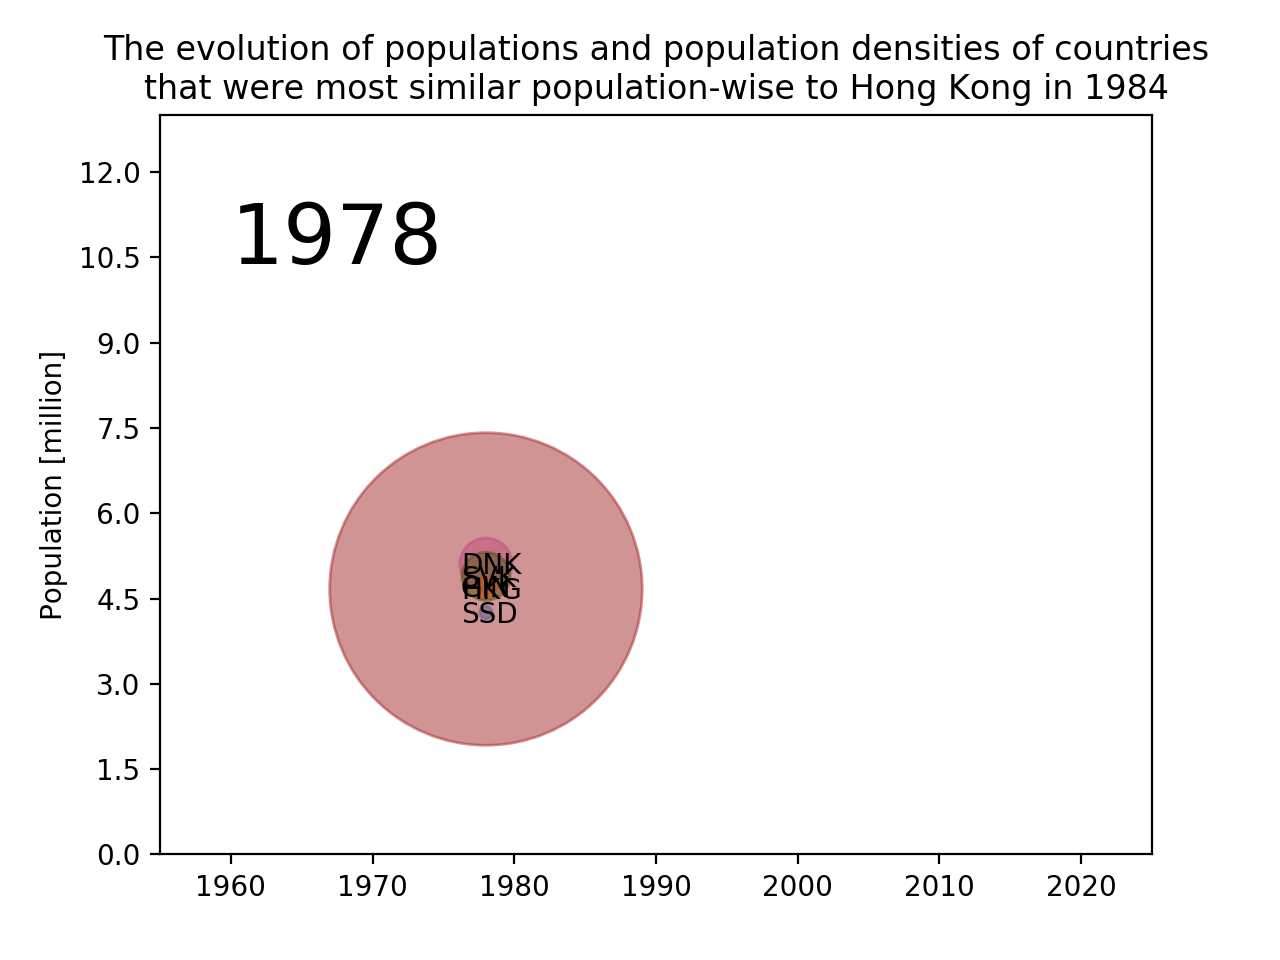 The evolution of populations and population densities of countries
that were most similar population-wise to Hong Kong in 1984
12.0
1978
10.5
9.0
Population [million]
7.5
6.0
DNK
SVK
HKG
4.5
SSD
3.0
1.5
0.0
1960 1970 1980 1990 2000 2010 2020